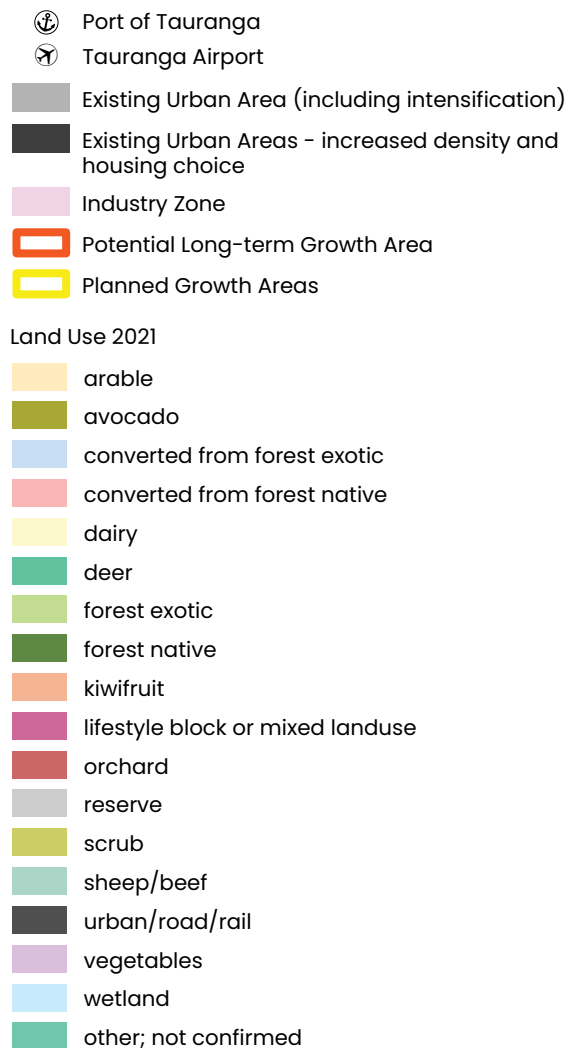 Port of Tauranga
Tauranga Airport
Existing Urban Area (including intensification)
Existing Urban Areas - increased density and
housing choice
Industry Zone
Potential Long-term Growth Area
Planned Growth Areas
Land Use 2021
arable
avocado
converted from forest exotic
converted from forest native
dairy
deer
forest exotic
forest native
kiwifruit
lifestyle block or mixed landuse
orchard
reserve
scrub
sheep/beef
urban/road/rail
vegetables
wetland
other; not confirmed